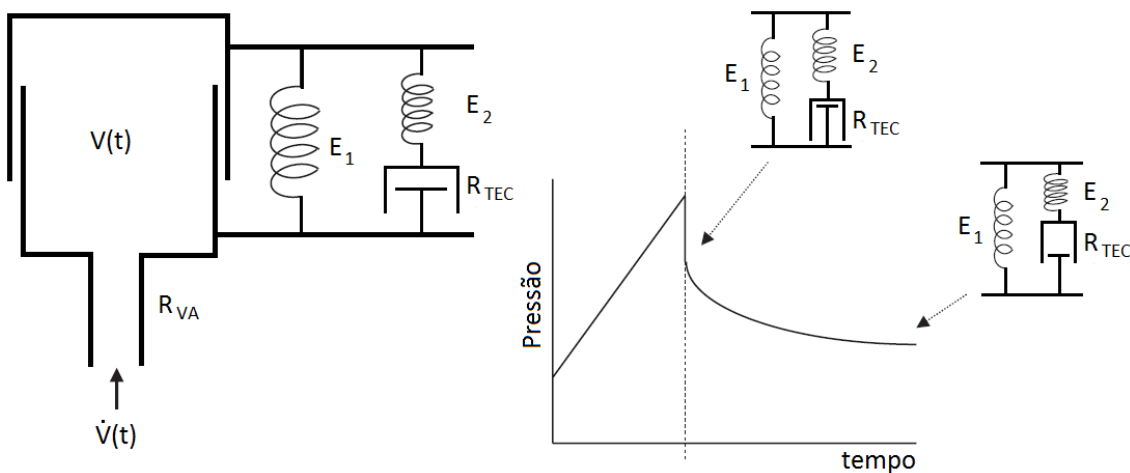 V(t)
E1
E2
RTEC
RVA
V̇(t)
E1
E2
RTEC
E1
E2
RTEC
Pressão
tempo